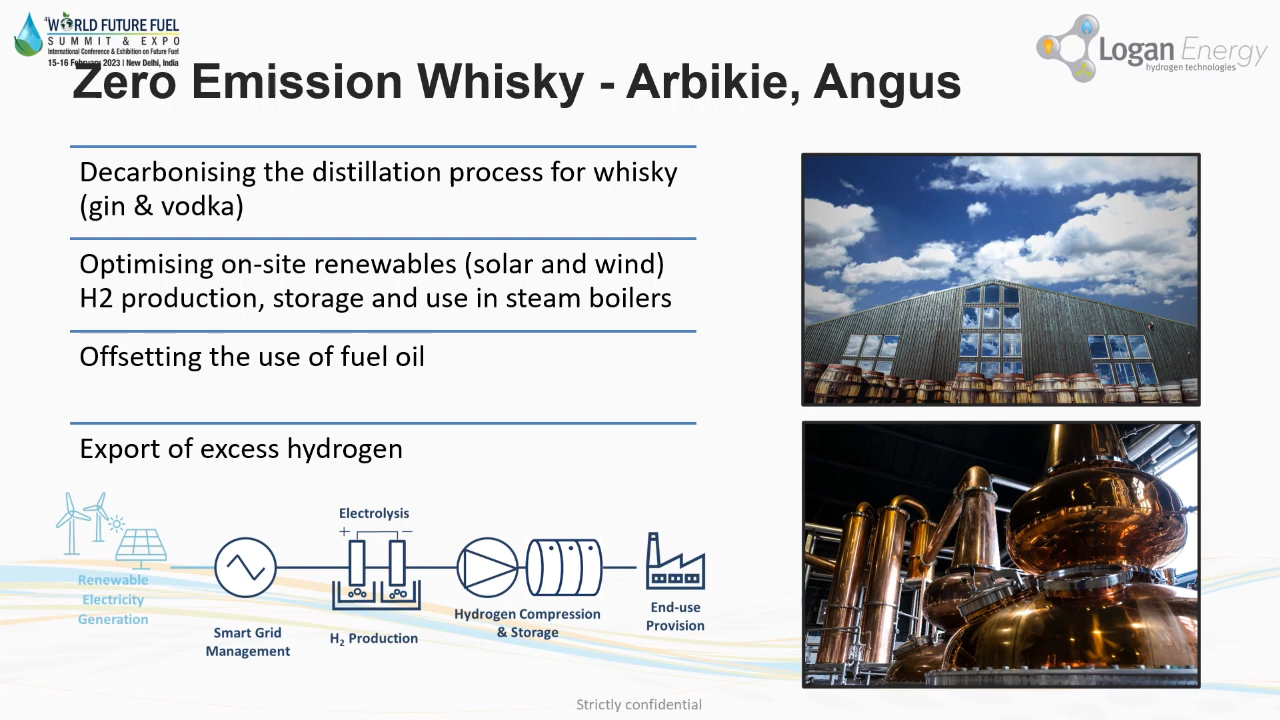 "WORLD FUTURE FUEL
SUMMIT & EXPO
International Conference & Exhibition on Future Fuel
15-16 February 2023 | New Delhi, India
Logan Energy
hydrogen technologies
Zero Emission Whisky - Arbikie, Angus
Decarbonising the distillation process for whisky
(gin & vodka)
Optimising on-site renewables (solar and wind)
H2 production, storage and use in steam boilers
Offsetting the use of fuel oil
Export of excess hydrogen
Renewable
Electricity
Generation
Smart Grid
Management
Electrolysis
+ −
H₂ Production
Hydrogen Compression
& Storage
End-use
Provision
Strictly confidential